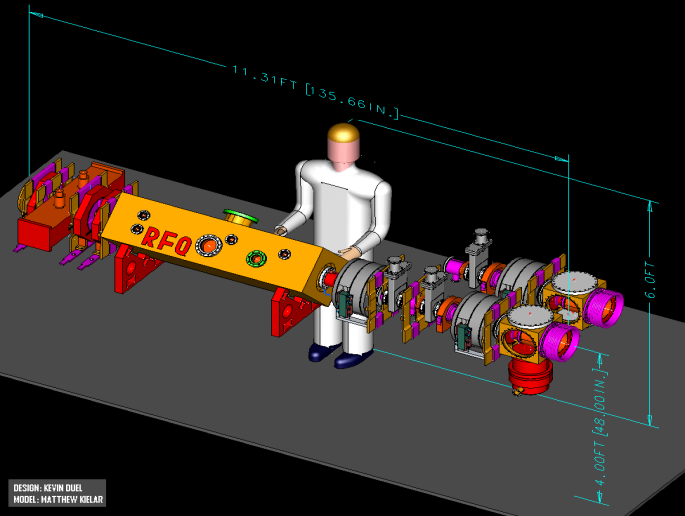 11.31FT [135.66IN.]
RFQ
6.0FT
4.00FT [48.00IN.]
DESIGN: KEVIN DUEL
MODEL: MATTHEW KIELAR